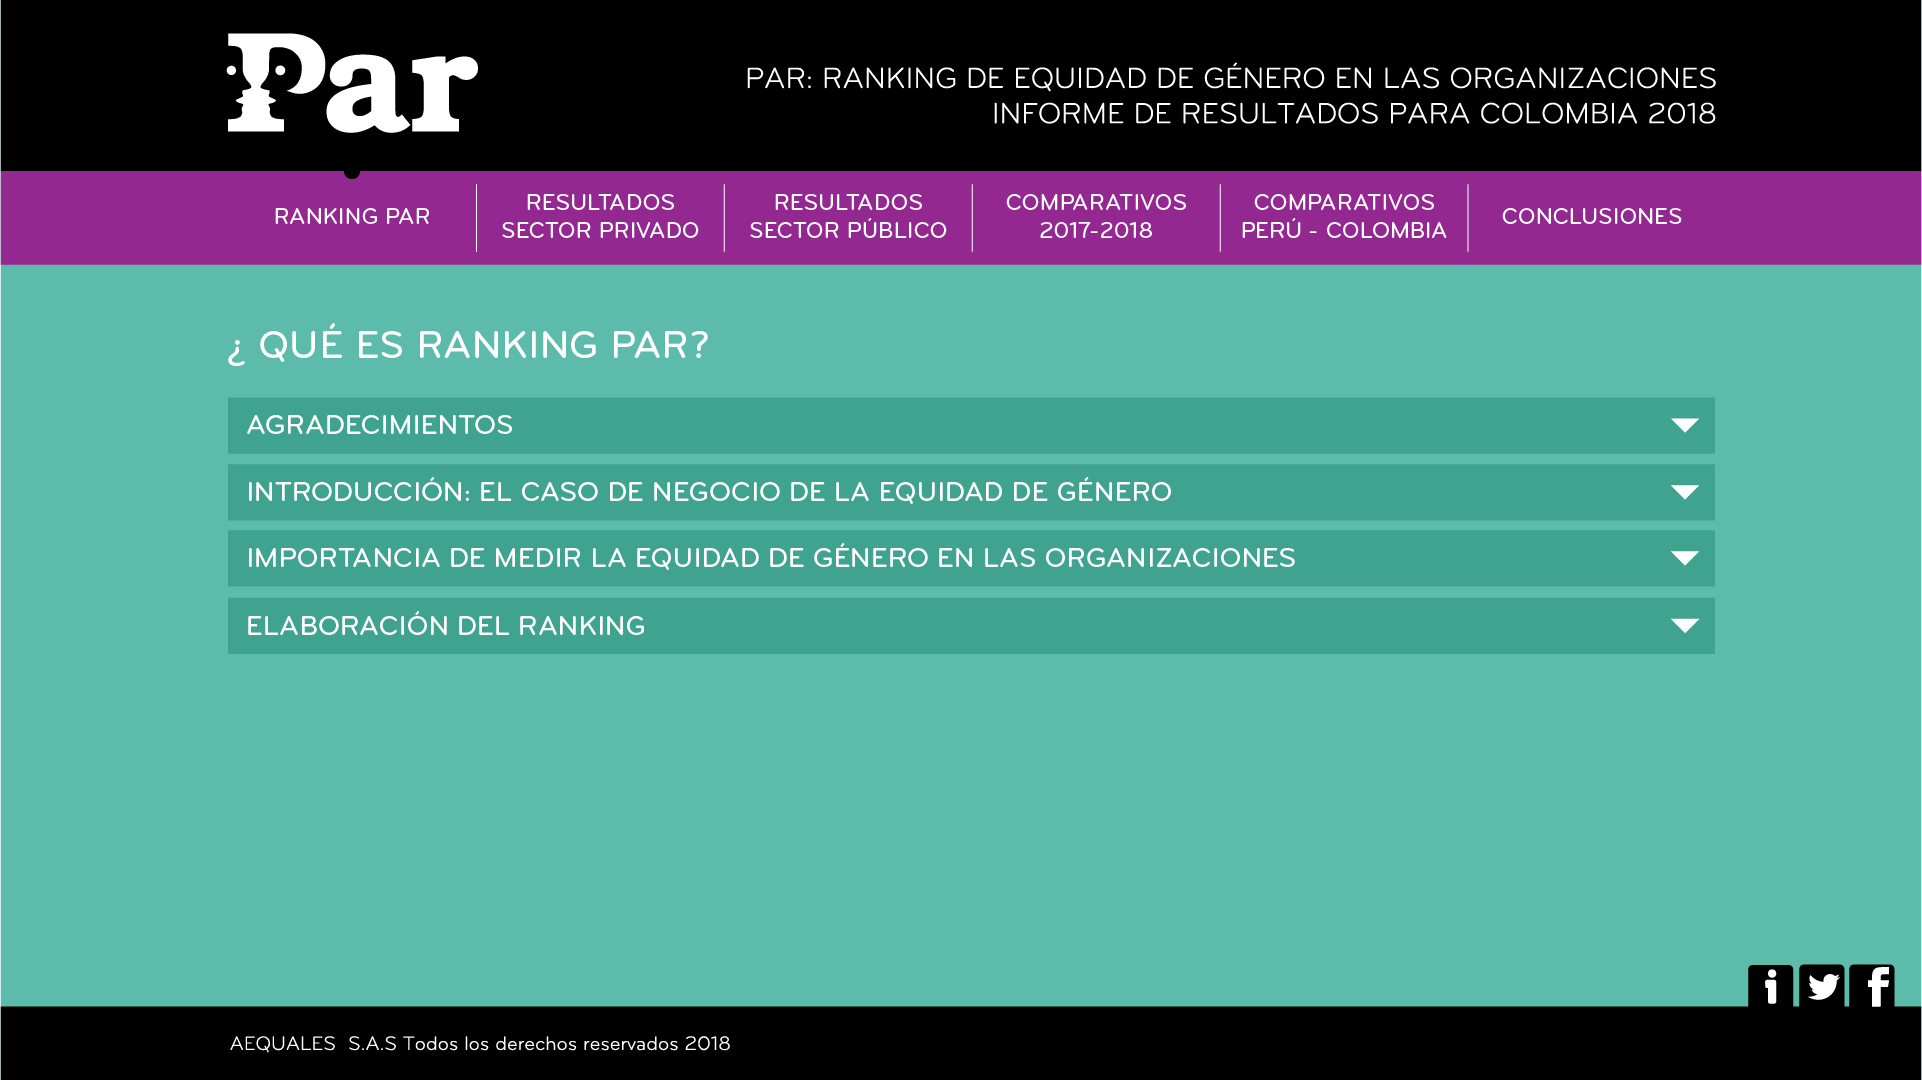 Par
PAR: RANKING DE EQUIDAD DE GÉNERO EN LAS ORGANIZACIONES
INFORME DE RESULTADOS PARA COLOMBIA 2018
RANKING PAR
RESULTADOS
SECTOR PRIVADO
RESULTADOS
SECTOR PÚBLICO
COMPARATIVOS
2017-2018
COMPARATIVOS
PERÚ - COLOMBIA
CONCLUSIONES
¿ QUÉ ES RANKING PAR?
AGRADECIMIENTOS
INTRODUCCIÓN: EL CASO DE NEGOCIO DE LA EQUIDAD DE GÉNERO
IMPORTANCIA DE MEDIR LA EQUIDAD DE GÉNERO EN LAS ORGANIZACIONES
ELABORACIÓN DEL RANKING
AEQUALES  S.A.S Todos los derechos reservados 2018